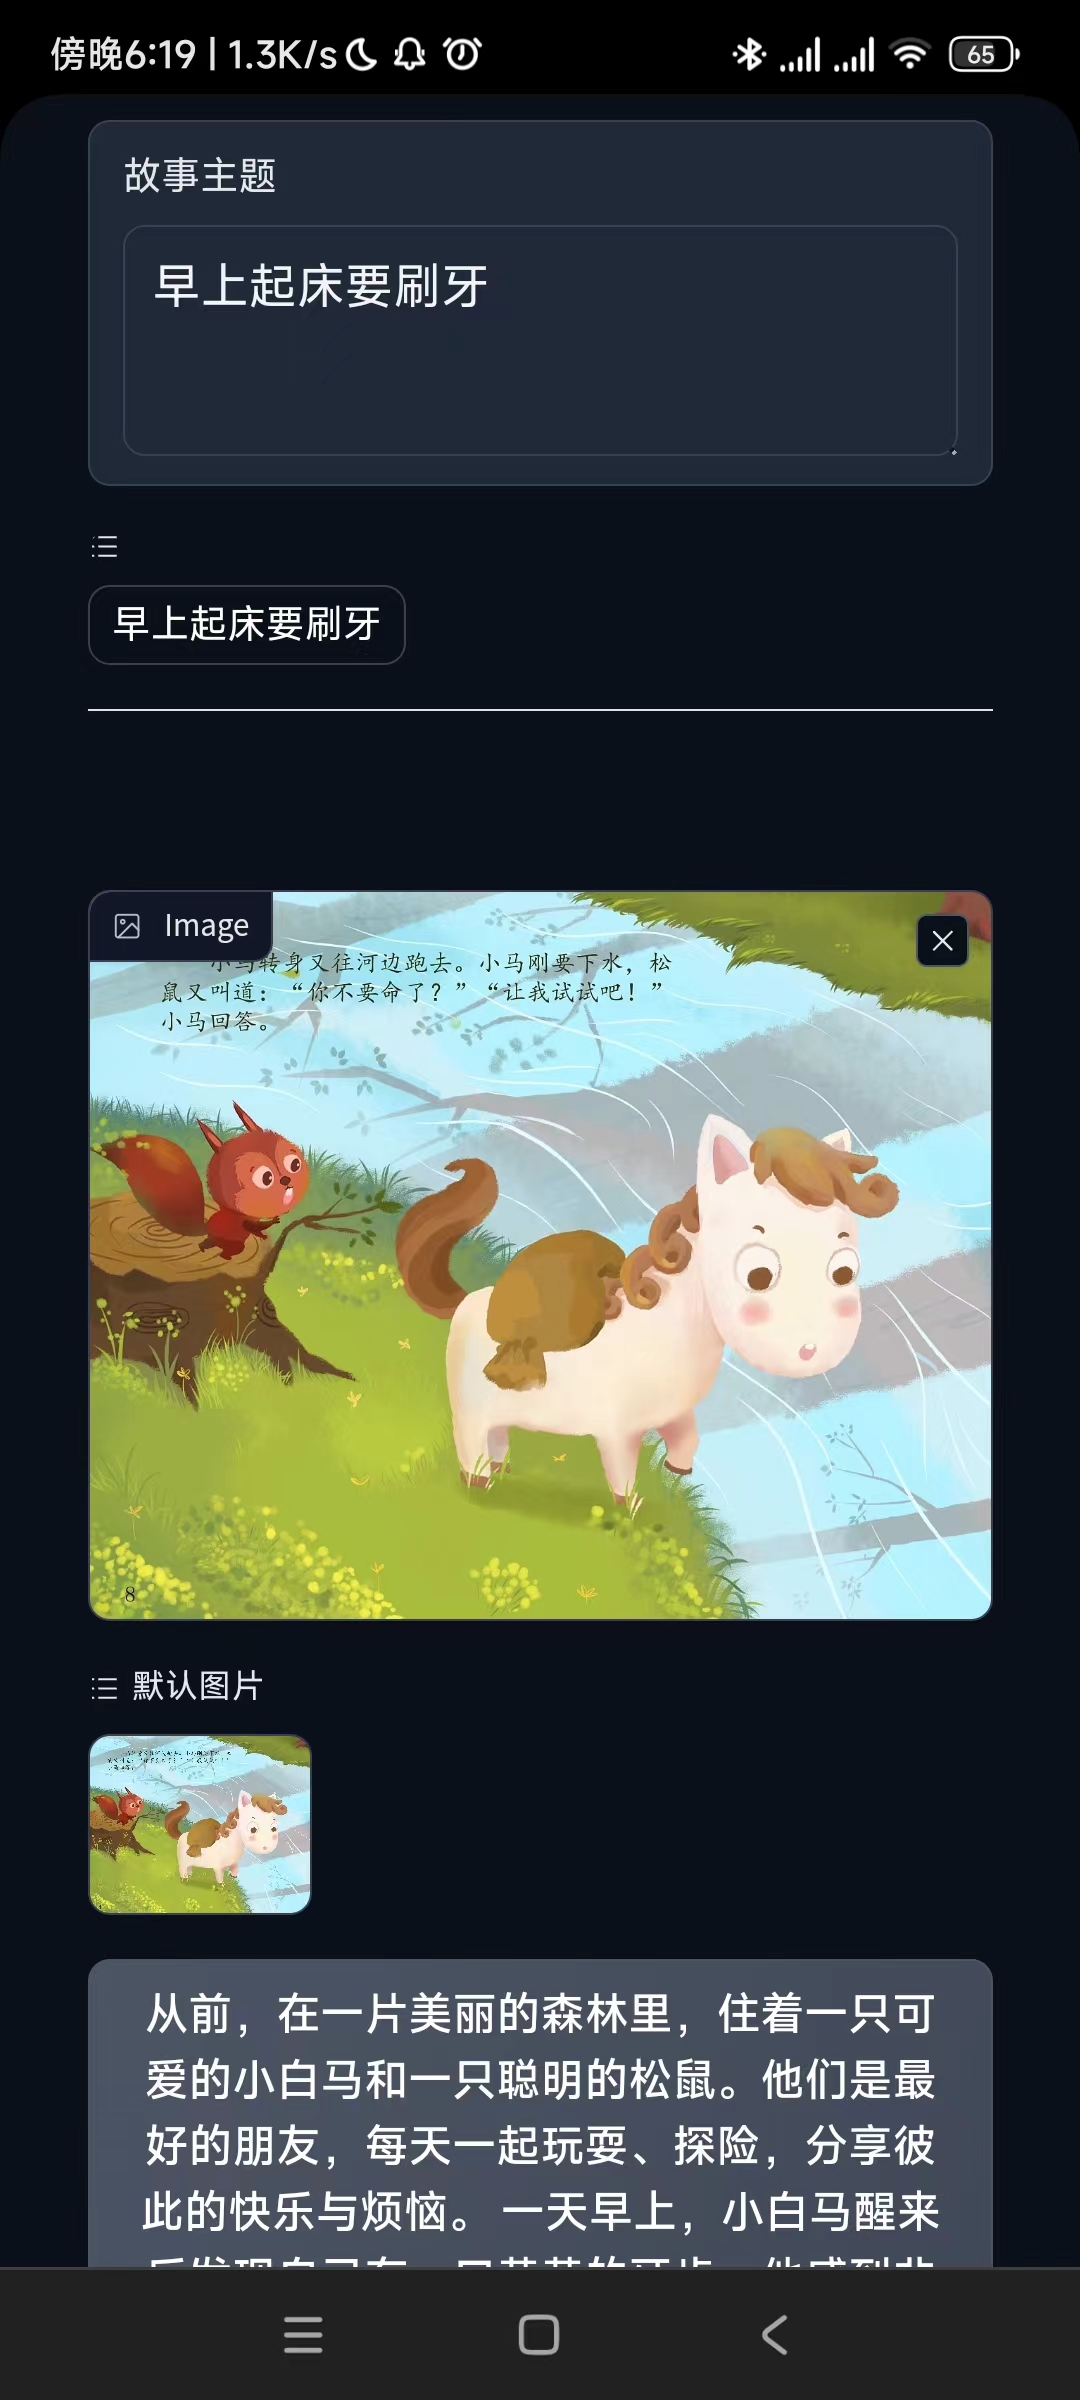 傍晚6:19 | 1.3K/s
65
故事主题
早上起床要刷牙
早上起床要刷牙
Image
小马转身又往河边跑去。小马刚要下水，松
鼠又叫道：“你不要命了？”“让我试试吧！”
小马回答。
8
默认图片
从前，在一片美丽的森林里，住着一只可
爱的小白马和一只聪明的松鼠。他们是最
好的朋友，每天一起玩耍、探险，分享彼
此的快乐与烦恼。 一天早上，小白马醒来